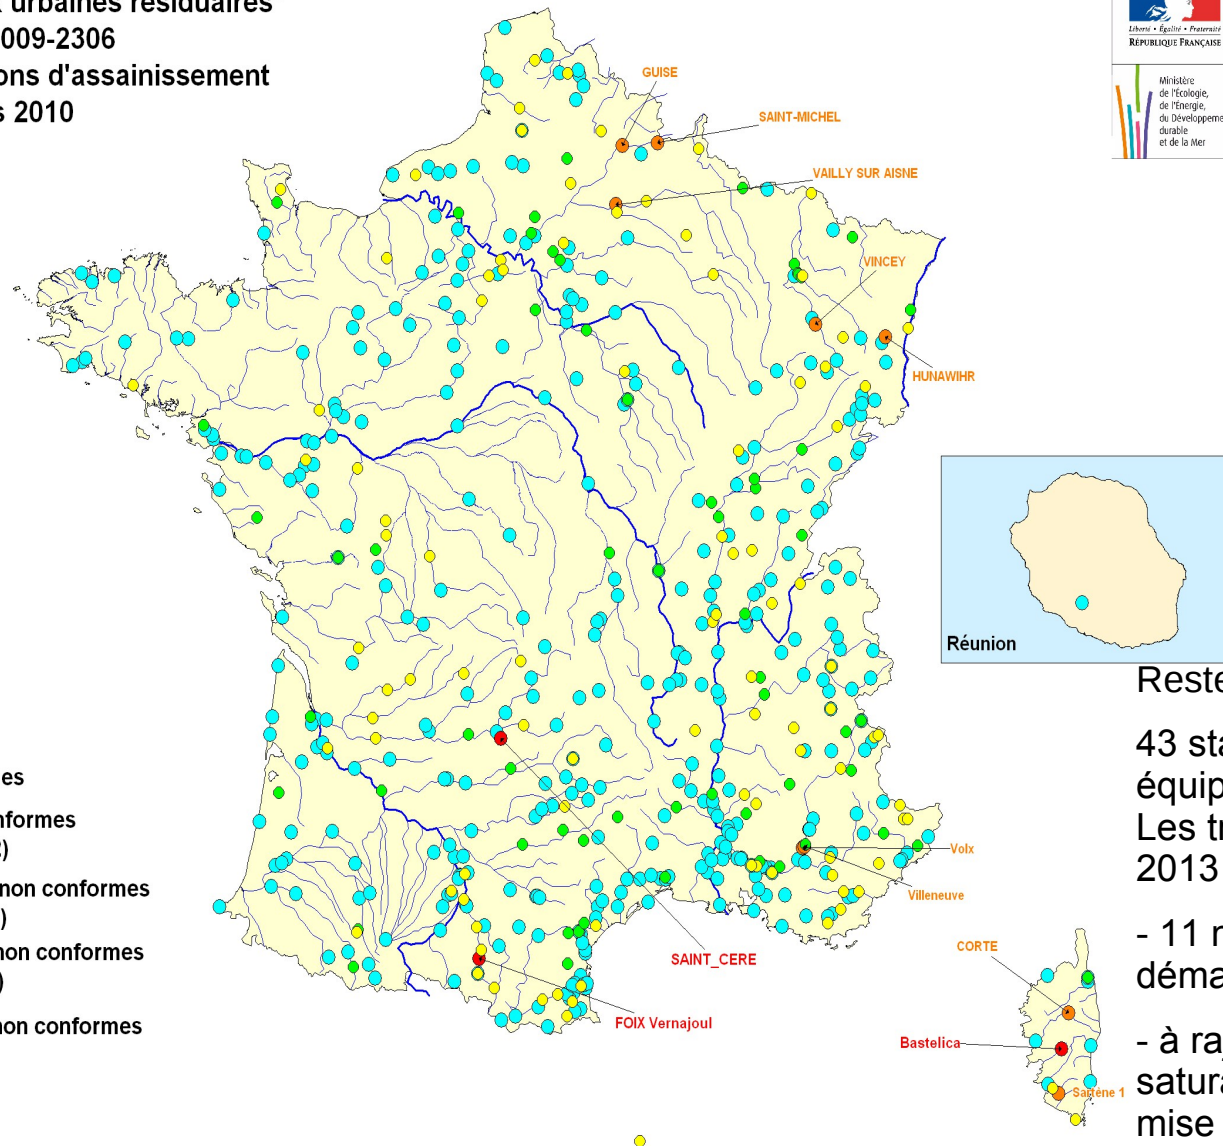 urbaines résiduaires
009-2306
ons d'assainissement
2010
Liberté • Égalité • Fraternité
RÉPUBLIQUE FRANÇAISE
Ministère
de l'Écologie,
de l'Énergie,
du Développeme
durable
et de la Mer
GUISE
SAINT-MICHEL
VAILLY SUR AISNE
VINCEY
HUNAWIHR
Réunion
Reste
43 sta
équip
Les tr
2013
- 11 r
déma
- à raj
satura
mise
es
nformes
)
non conformes
)
non conformes
)
non conformes
Volx
Villeneuve
SAINT_CERE
FOIX Vernajoul
CORTE
Bastelica
Sartène 1